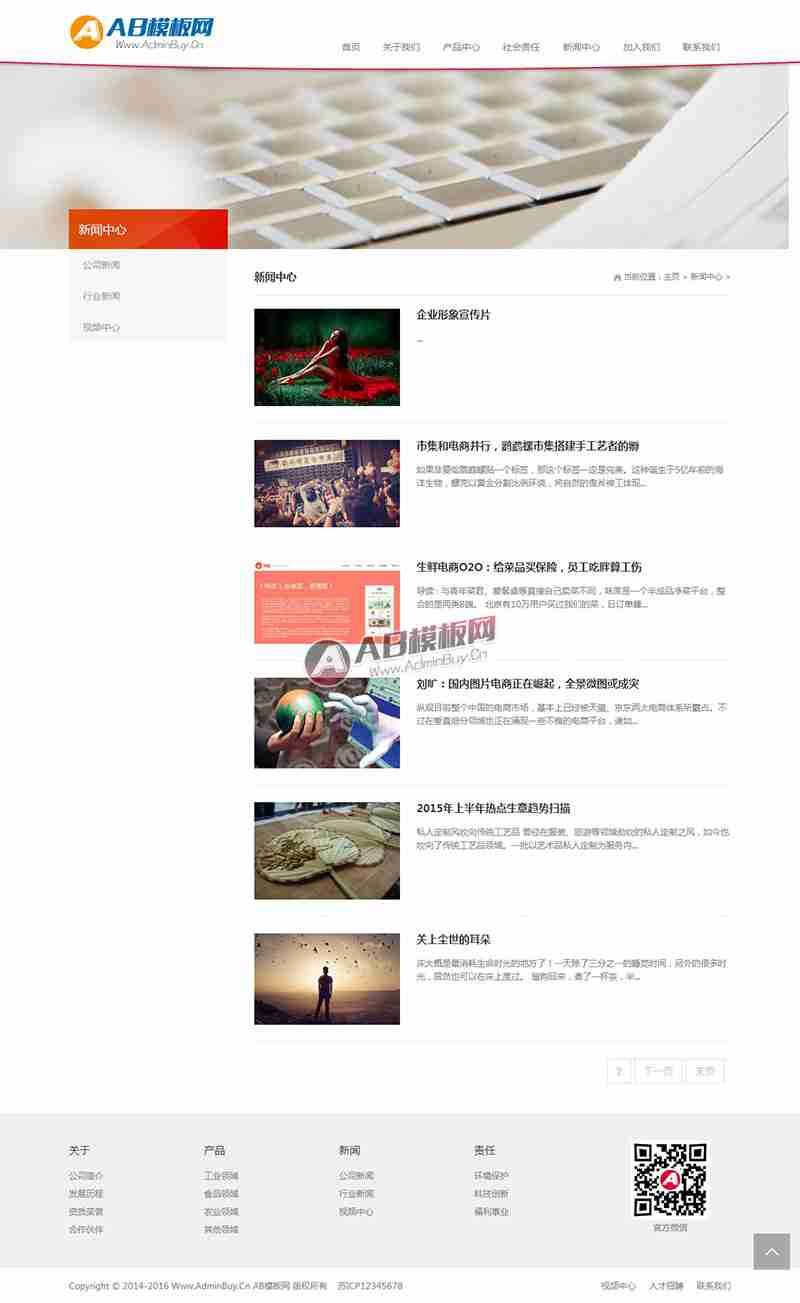 AB模板网
Www.AdminBuy.Cn
首页 关于我们 产品中心 社会责任 新闻中心 加入我们 联系我们
新闻中心
公司新闻
行业新闻
视频中心
新闻中心
当前位置：主页 > 新闻中心 >
企业形象宣传片
...
市集和电商并行，鹦鹉螺市集搭建手工艺者的孵
如果非要给鹦鹉螺贴一个标签，那这个标签一定是完美。这种诞生于5亿年前的海
洋生物，螺壳以黄金分割比例环绕，将自然的鬼斧神工体现...
生鲜电商O2O：给菜品买保险，员工吃胖算工伤
导读：与青年菜君、爱餐桌等直接自己卖菜不同，味库是一个半成品净菜平台，整
合的是两类B端。 北京有10万用户买过我们的菜，日订单峰...
AB模板网
Www.AdminBuy.Cn
刘旷：国内图片电商正在崛起，全景微图或成突
纵观目前整个中国的电商市场，基本上已经被天猫、京东两大电商体系所霸占。不
过在垂直细分领域也正在涌现一些不错的电商平台，诸如...
2015年上半年热点生意趋势扫描
私人定制风吹向传统工艺品 曾经在服装、旅游等领域劲吹的私人定制之风，如今也
吹向了传统工艺品领域。一批以艺术品私人定制为服务内...
关上尘世的耳朵
床大概是最消耗生命时光的地方了！一天除了三分之一的睡觉时间，另外的很多时
光，居然也可以在床上度过。 遛狗回来，煮了一杯茶，半...
2 下一页 末页
关于 产品 新闻 责任
公司简介 工业领域 公司新闻 环境保护
发展历程 食品领域 行业新闻 科技创新
资质荣誉 农业领域 视频中心 福利事业
合作伙伴 其他领域
官方微信
Copyright © 2014-2016 Www.AdminBuy.Cn AB模板网 版权所有 苏ICP12345678
视频中心 人才招聘 联系我们